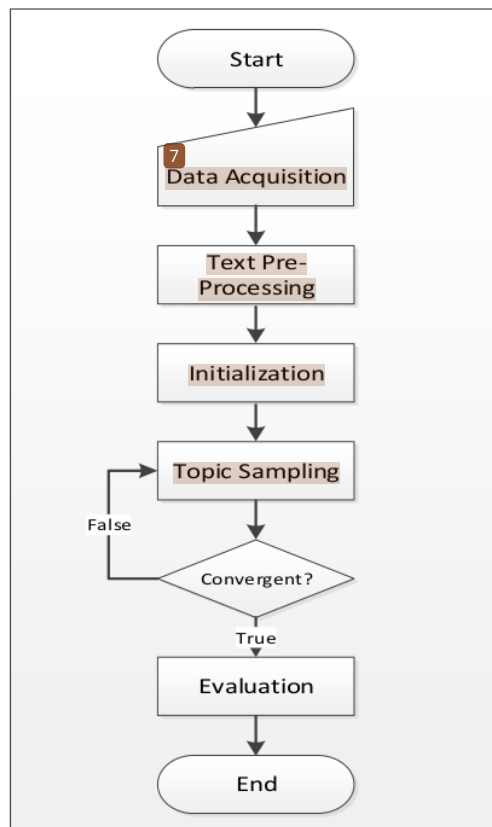 Start
7
Data Acquisition
Text Pre-
Processing
Initialization
Topic Sampling
False
Convergent?
True
Evaluation
End